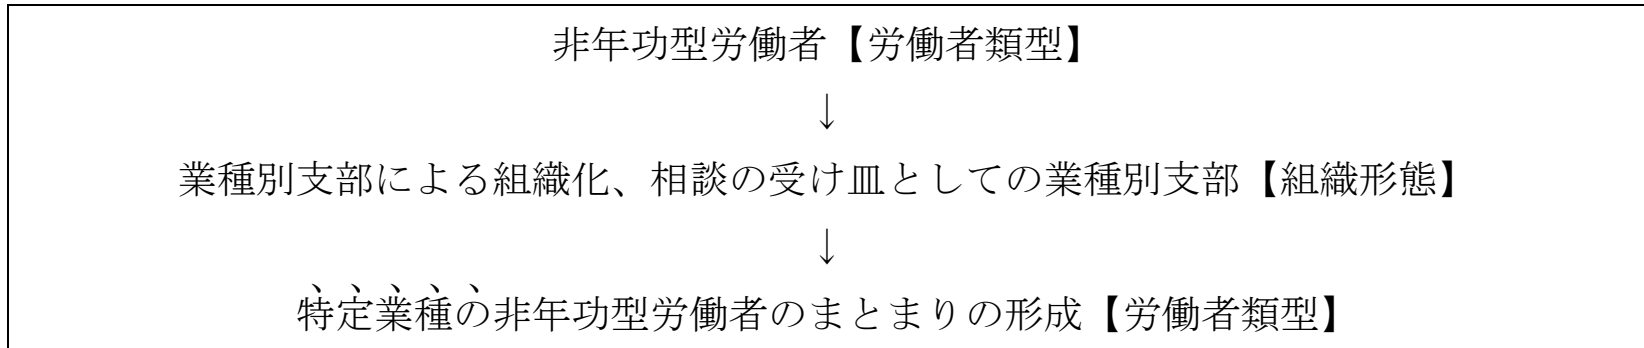 非年功型労働者【労働者類型】
↓
業種別支部による組織化、相談の受け皿としての業種別支部【組織形態】
↓
特定業種の非年功型労働者のまとまりの形成【労働者類型】